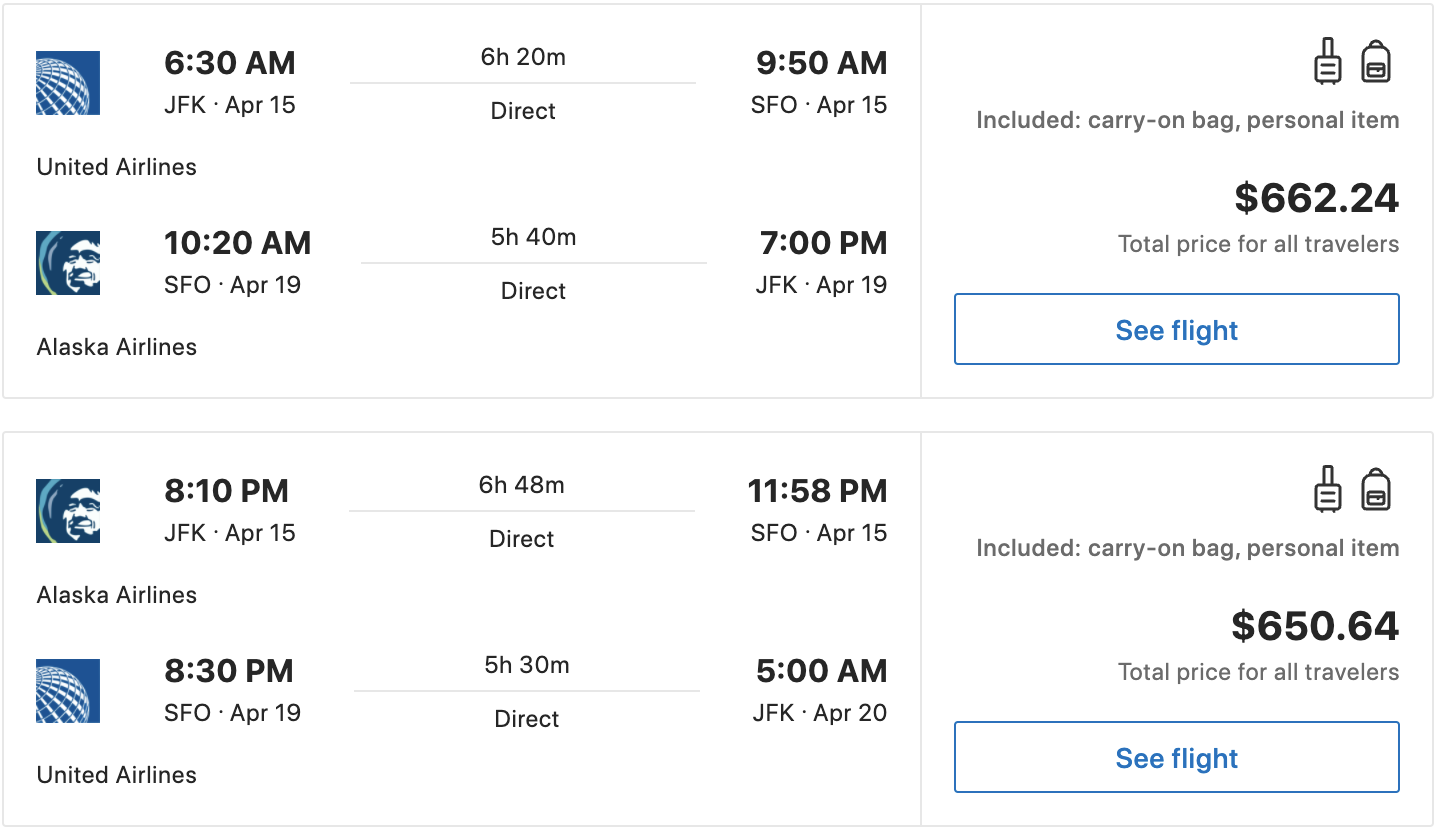 6:30 AM 6h 20m 9:50 AM
JFK · Apr 15 Direct SFO · Apr 15
United Airlines
10:20 AM 5h 40m 7:00 PM
SFO · Apr 19 Direct JFK · Apr 19
Alaska Airlines
Included: carry-on bag, personal item
$662.24
Total price for all travelers
See flight
8:10 PM 6h 48m 11:58 PM
JFK · Apr 15 Direct SFO · Apr 15
Alaska Airlines
8:30 PM 5h 30m 5:00 AM
SFO · Apr 19 Direct JFK · Apr 20
United Airlines
Included: carry-on bag, personal item
$650.64
Total price for all travelers
See flight